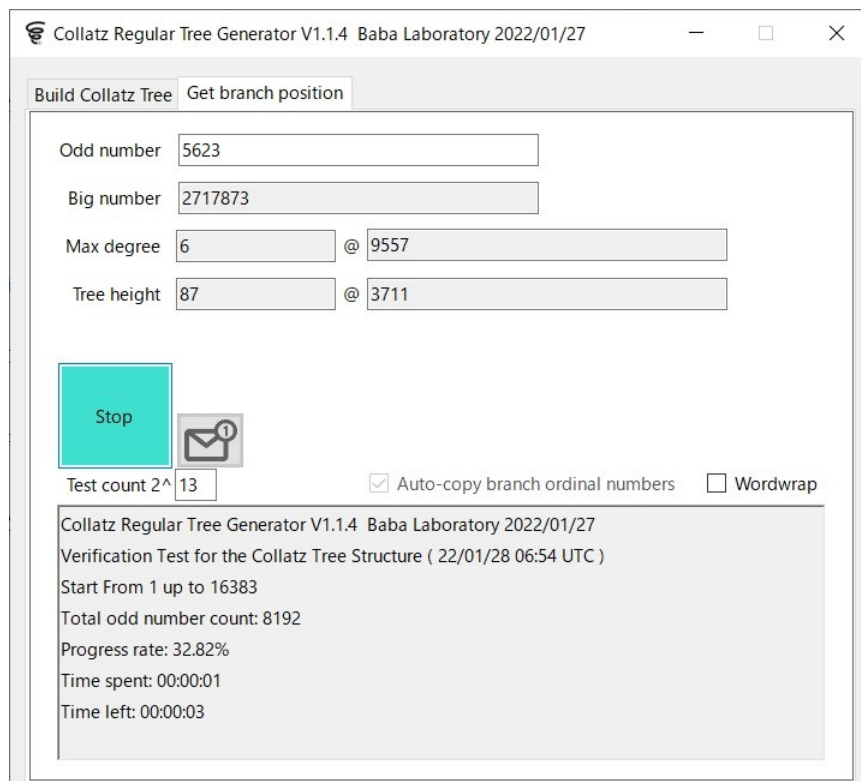 Collatz Regular Tree Generator V1.1.4 Baba Laboratory 2022/01/27
Build Collatz Tree Get branch position
Odd number 5623
Big number 2717873
Max degree 6 @ 9557
Tree height 87 @ 3711
Stop
1
Test count 2^ 13 Auto-copy branch ordinal numbers Wordwrap
Collatz Regular Tree Generator V1.1.4 Baba Laboratory 2022/01/27
Verification Test for the Collatz Tree Structure ( 22/01/28 06:54 UTC )
Start From 1 up to 16383
Total odd number count: 8192
Progress rate: 32.82%
Time spent: 00:00:01
Time left: 00:00:03